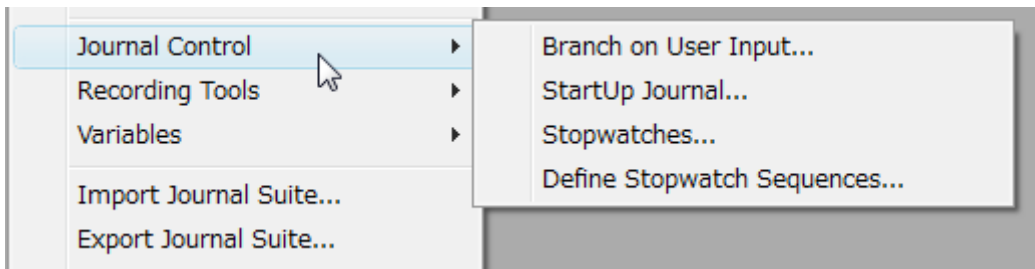 Journal Control
Recording Tools
Variables
Import Journal Suite...
Export Journal Suite...
Branch on User Input...
StartUp Journal...
Stopwatches...
Define Stopwatch Sequences...